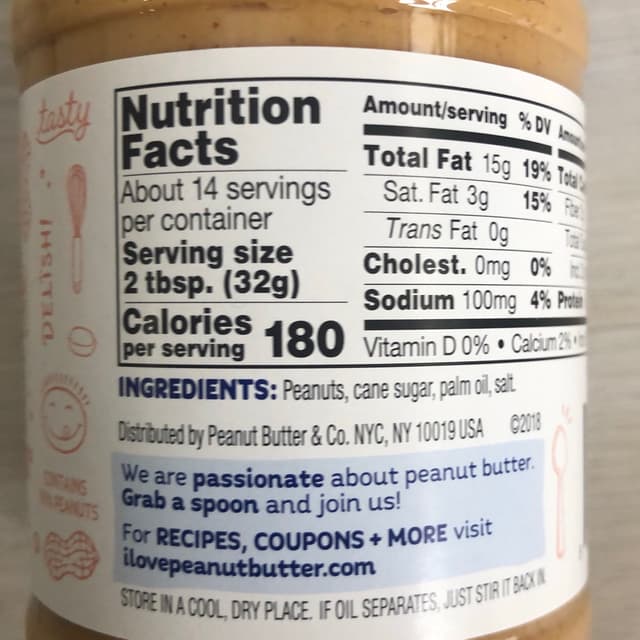 tasty
DELISH!
CONTAINS
PEANUTS
Nutrition
Facts
About 14 servings
per container
Serving size
2 tbsp. (32g)
Calories
per serving 180
Amount/serving % DV
Total Fat 15g 19%
Sat. Fat 3g 15%
Trans Fat 0g
Cholest. 0mg 0%
Sodium 100mg 4%
Protein
Vitamin D 0% • Calcium 2% •
INGREDIENTS: Peanuts, cane sugar, palm oil, salt.
Distributed by Peanut Butter & Co. NYC, NY 10019 USA ©2018
We are passionate about peanut butter.
Grab a spoon and join us!
For RECIPES, COUPONS + MORE visit
ilovepeanutbutter.com
STORE IN A COOL, DRY PLACE. IF OIL SEPARATES, JUST STIR IT BACK IN.